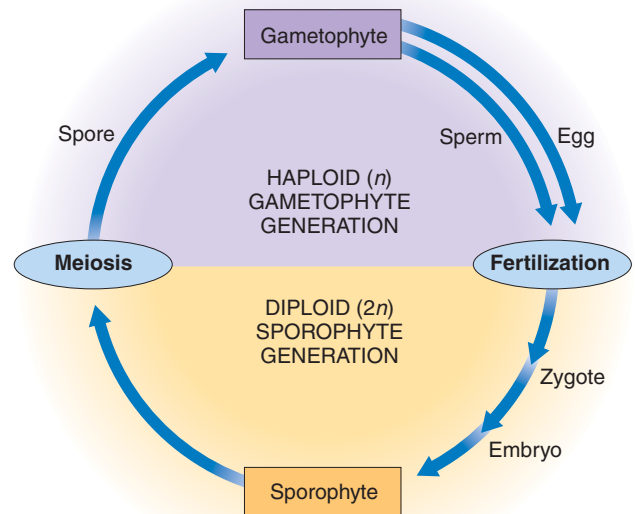 Gametophyte
Spore
Sperm
Egg
HAPLOID (n)
GAMETOPHYTE
GENERATION
Meiosis
Fertilization
DIPLOID (2n)
SPOROPHYTE
GENERATION
Zygote
Embryo
Sporophyte